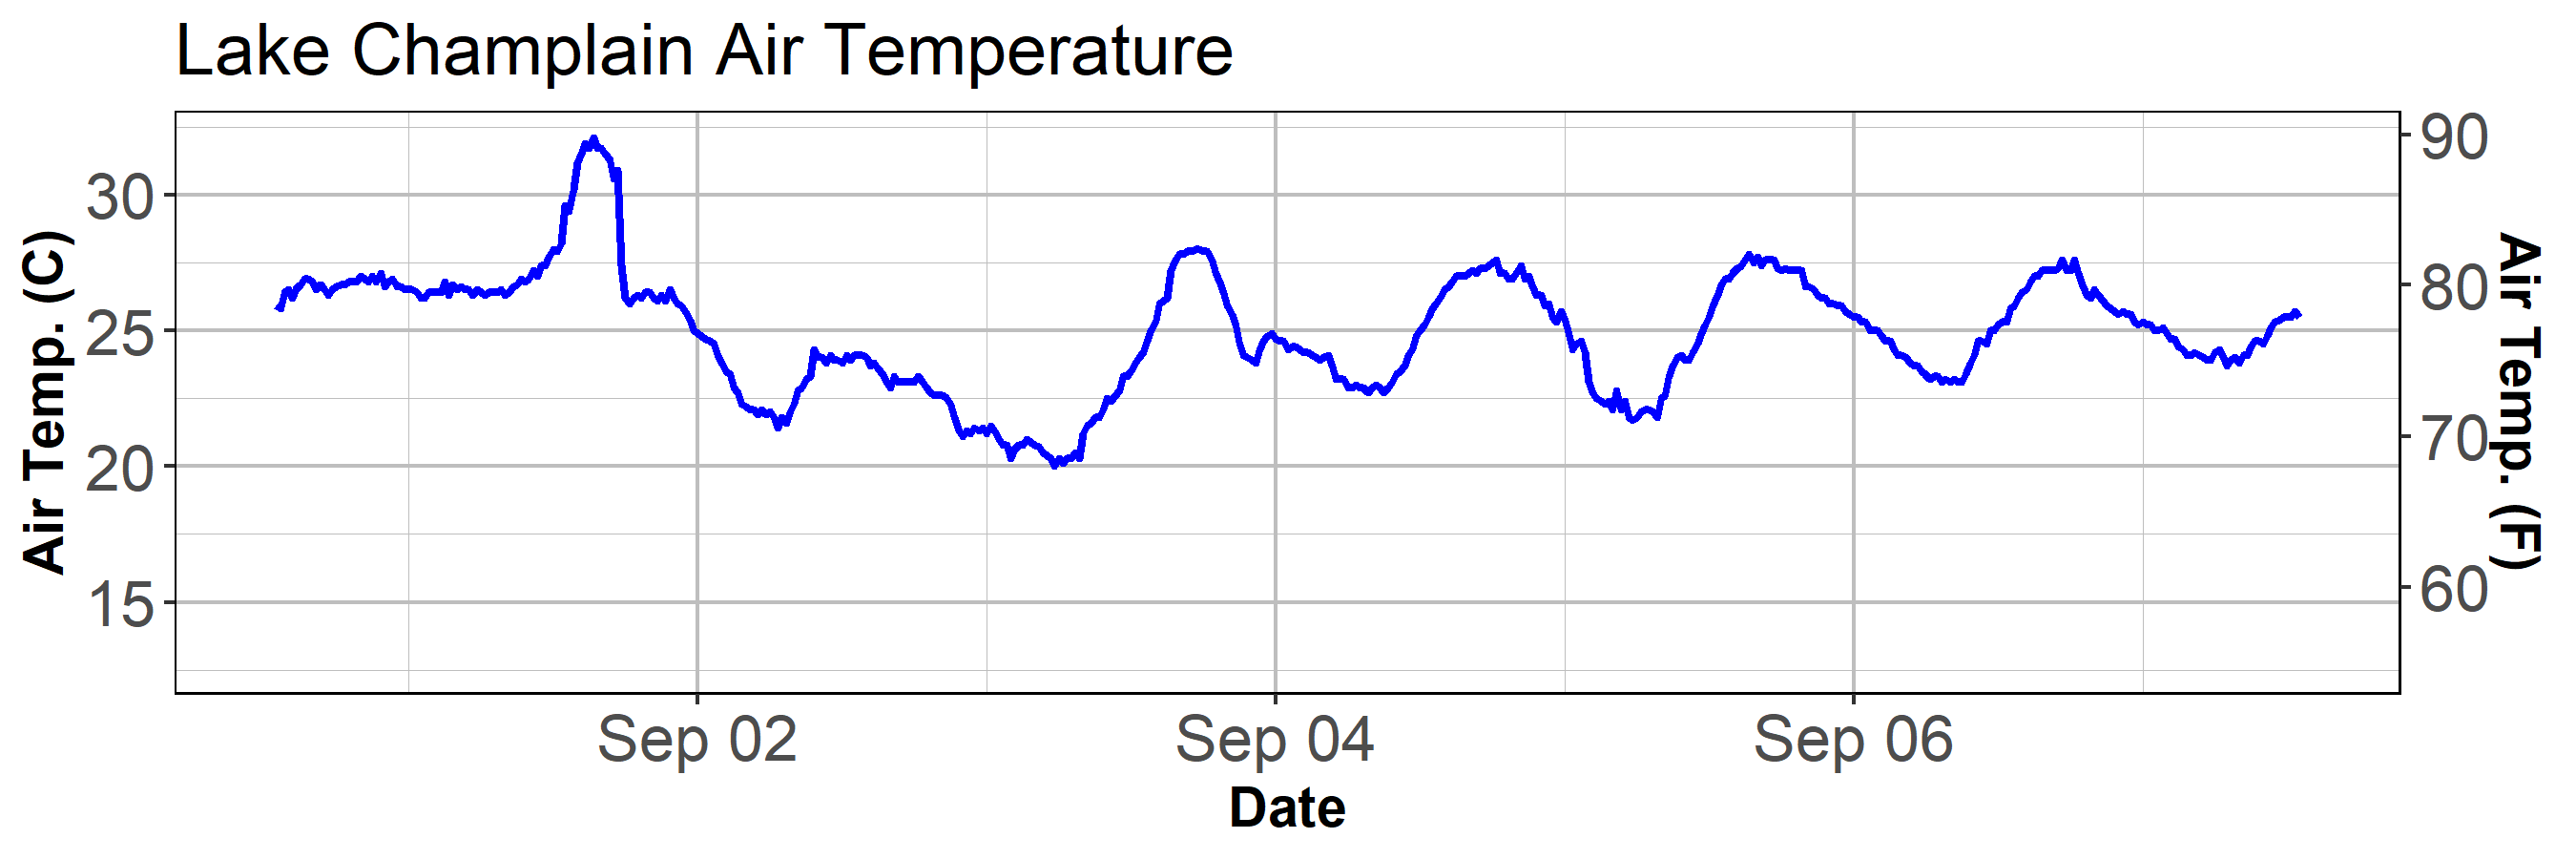 Lake Champlain Air Temperature
Air Temp. (C)
30
25
20
15
90
80
70
60
Air Temp. (F)
Sep 02
Sep 04
Sep 06
Date